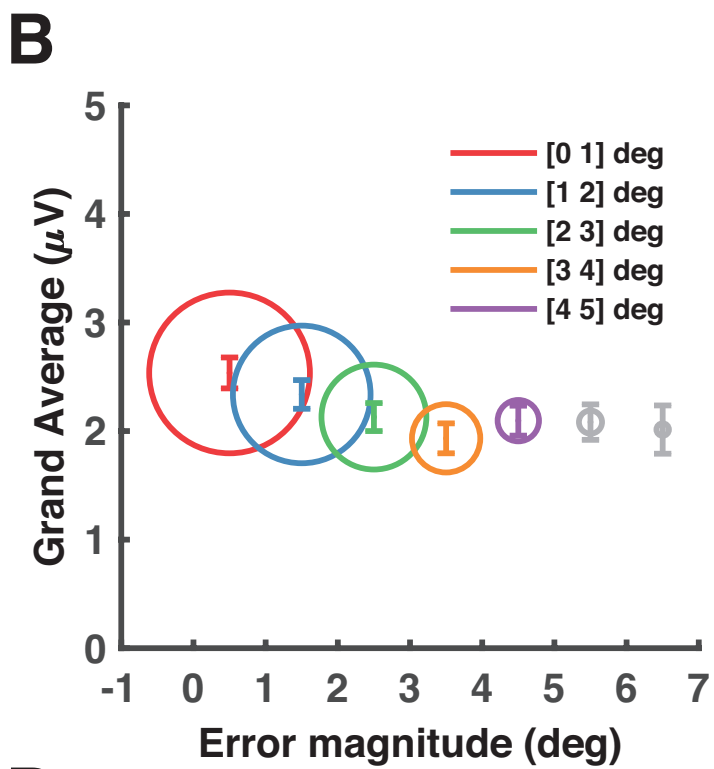 B
5
4
3
2
1
0
Grand Average (μV)
[0 1] deg
[1 2] deg
[2 3] deg
[3 4] deg
[4 5] deg
-1 0 1 2 3 4 5 6 7
Error magnitude (deg)